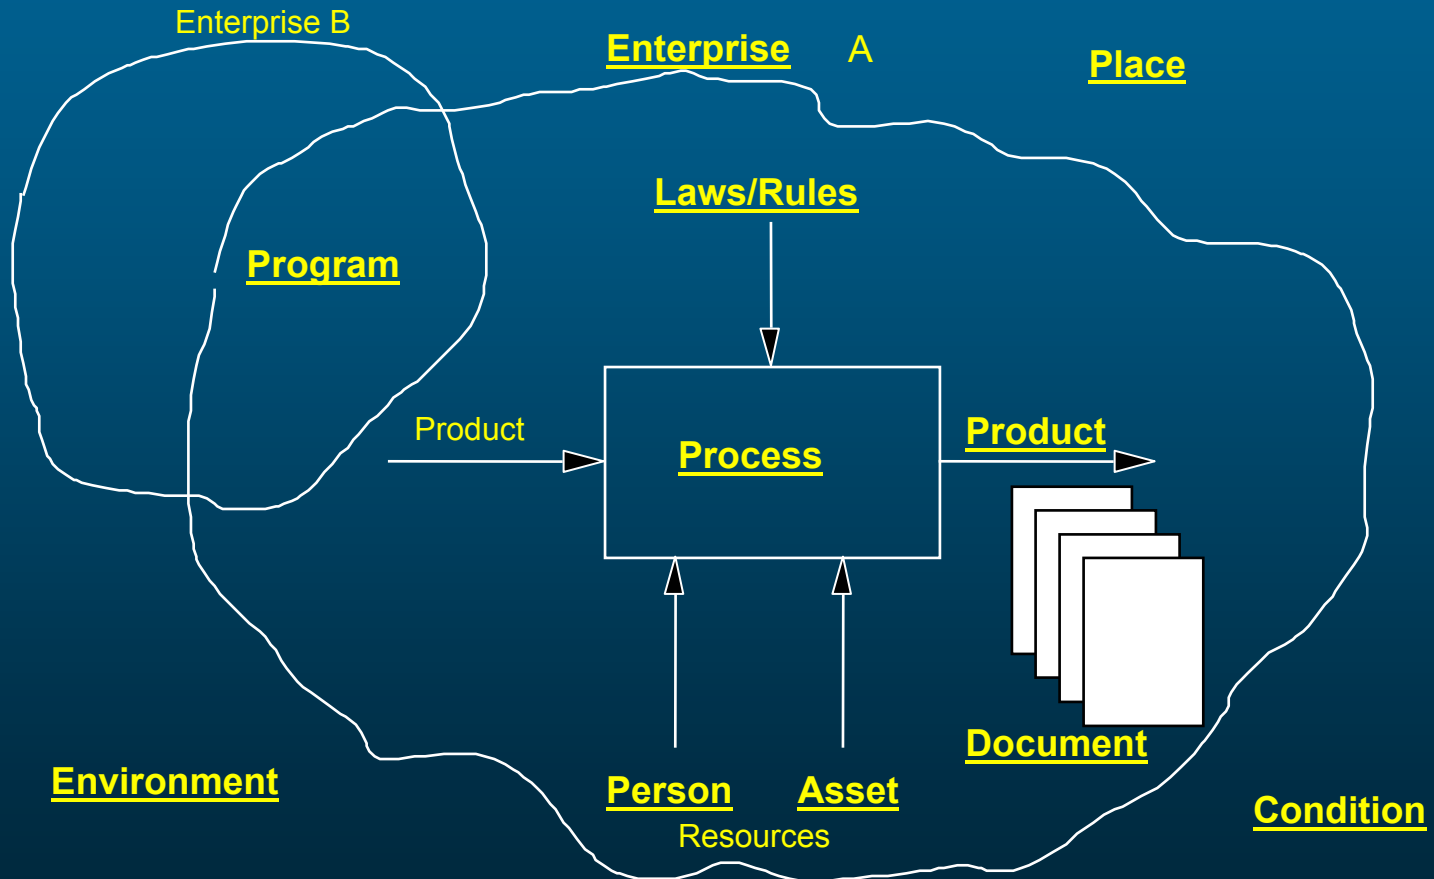 Enterprise B
Enterprise A
Place
Laws/Rules
Program
Product
Process
Product
Document
Environment
Person
Asset
Resources
Condition